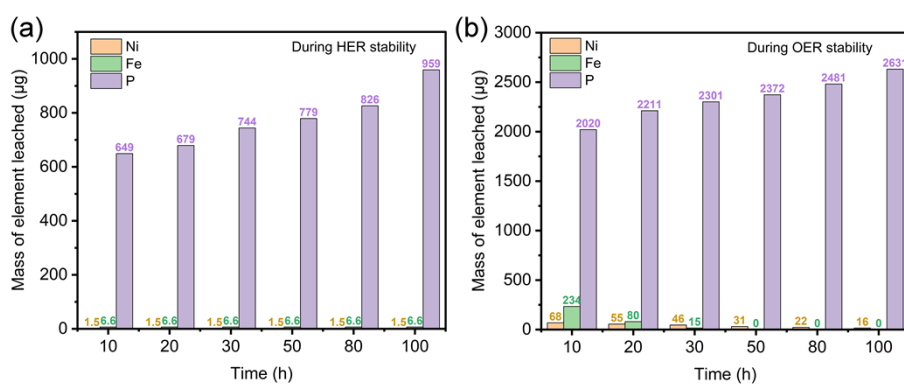 (a)
Ni
Fe
P
During HER stability
Mass of element leached (μg)
1000
800
600
400
200
0
649
679
744
779
826
959
1.5 6.6
1.5 6.6
1.5 6.6
1.5 6.6
1.5 6.6
1.5 6.6
10 20 30 50 80 100
Time (h)
(b)
Ni
Fe
P
During OER stability
Mass of element leached (μg)
3000
2500
2000
1500
1000
500
0
2020
2211
2301
2372
2481
2631
68 234
55 80
46 15
31 0
22 0
16 0
10 20 30 50 80 100
Time (h)